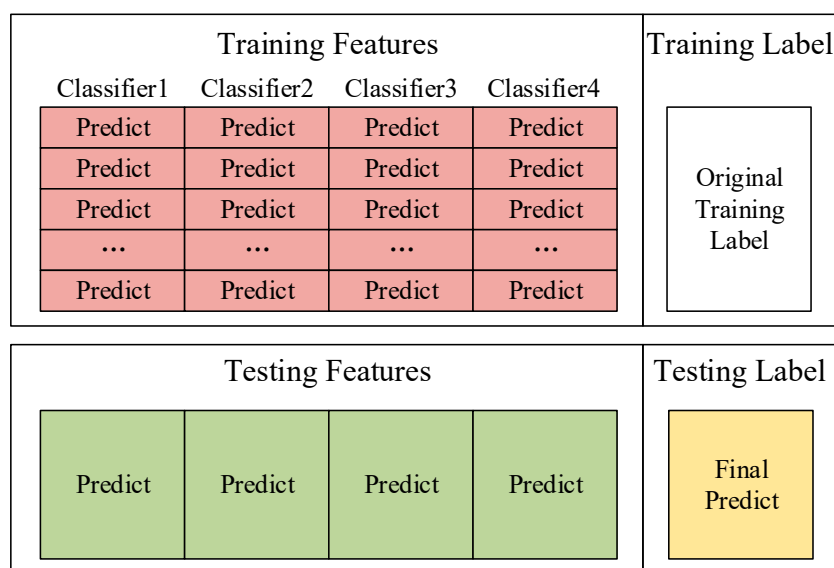 Training Features Training Label
Classifier1 Classifier2 Classifier3 Classifier4
Predict Predict Predict Predict
Predict Predict Predict Predict
Predict Predict Predict Predict
... ... ... ...
Predict Predict Predict Predict
Original
Training
Label
Testing Features Testing Label
Predict Predict Predict Predict
Final
Predict